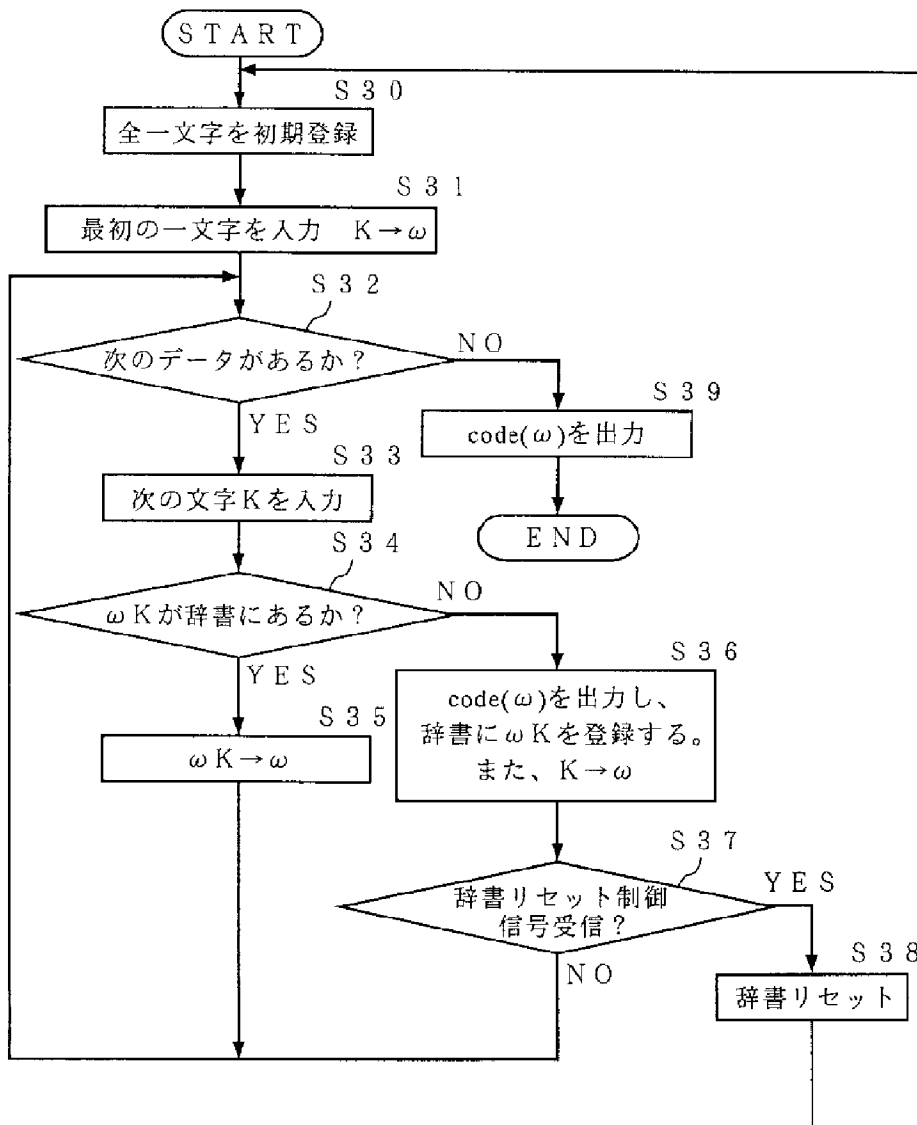 START
S30
全一文字を初期登録
S31
最初の一文字を入力 K→ω
S32
次のデータがあるか?
NO
YES
S39
code(ω)を出力
END
S33
次の文字Kを入力
S34
ωKが辞書にあるか?
NO
YES
S35
ωK→ω
S36
code(ω)を出力し、
辞書にωKを登録する。
また、K→ω
S37
辞書リセット制御
信号受信?
YES
NO
S38
辞書リセット